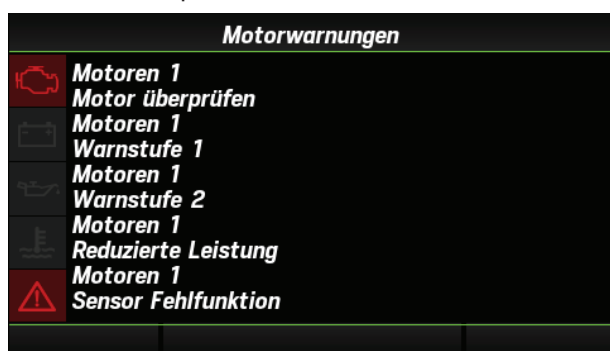 Motorwarnungen
Motoren 1
Motor überprüfen
Motoren 1
Warnstufe 1
Motoren 1
Warnstufe 2
Motoren 1
Reduzierte Leistung
Motoren 1
Sensor Fehlfunktion